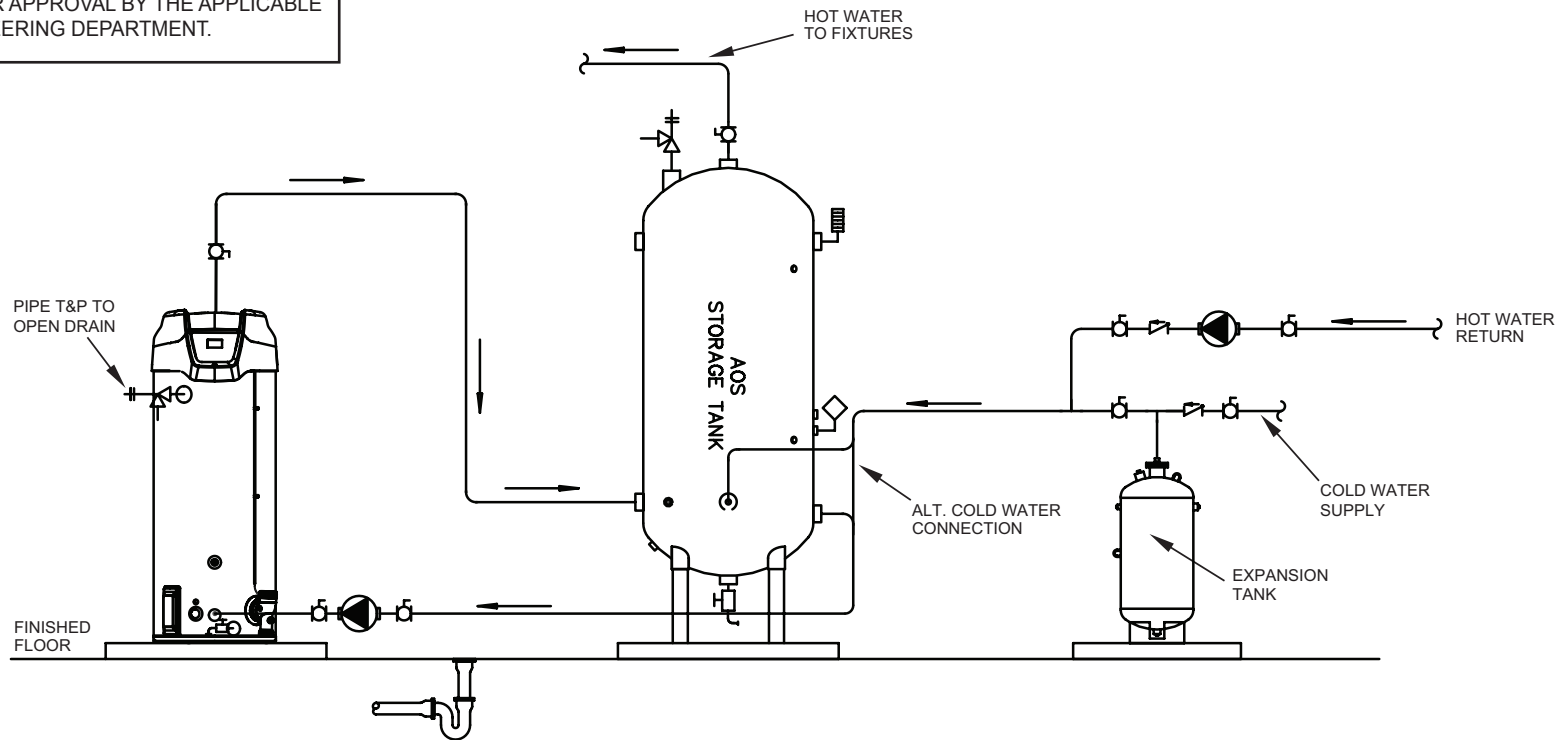 APPROVAL BY THE APPLICABLE
DEPARTMENT.
HOT WATER
TO FIXTURES
PIPE T&P TO
OPEN DRAIN
AOS
STORAGE TANK
HOT WATER
RETURN
ALT. COLD WATER
CONNECTION
COLD WATER
SUPPLY
EXPANSION
TANK
FINISHED
FLOOR